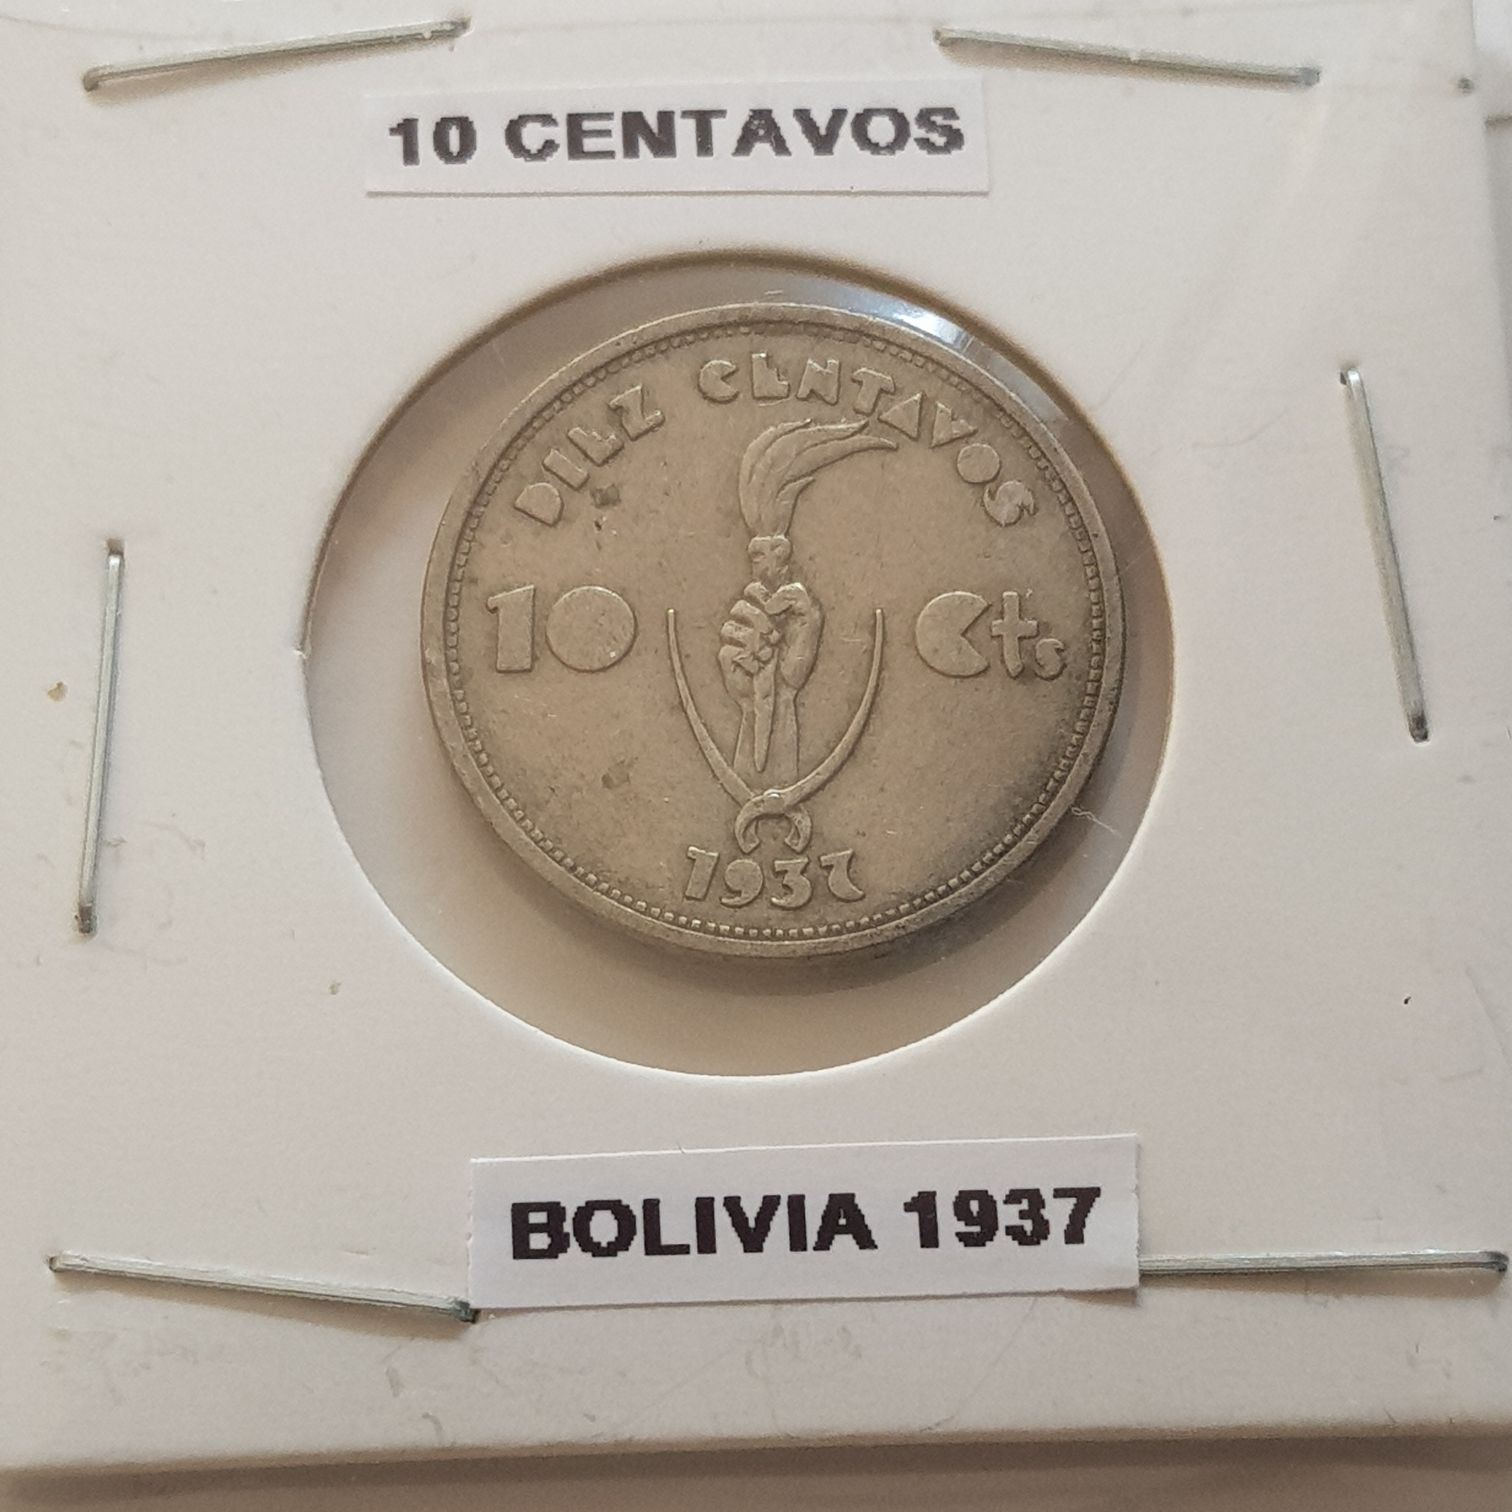 10 CENTAVOS
DIEZ CENTAVOS
10 Cts
1937
BOLIVIA 1937